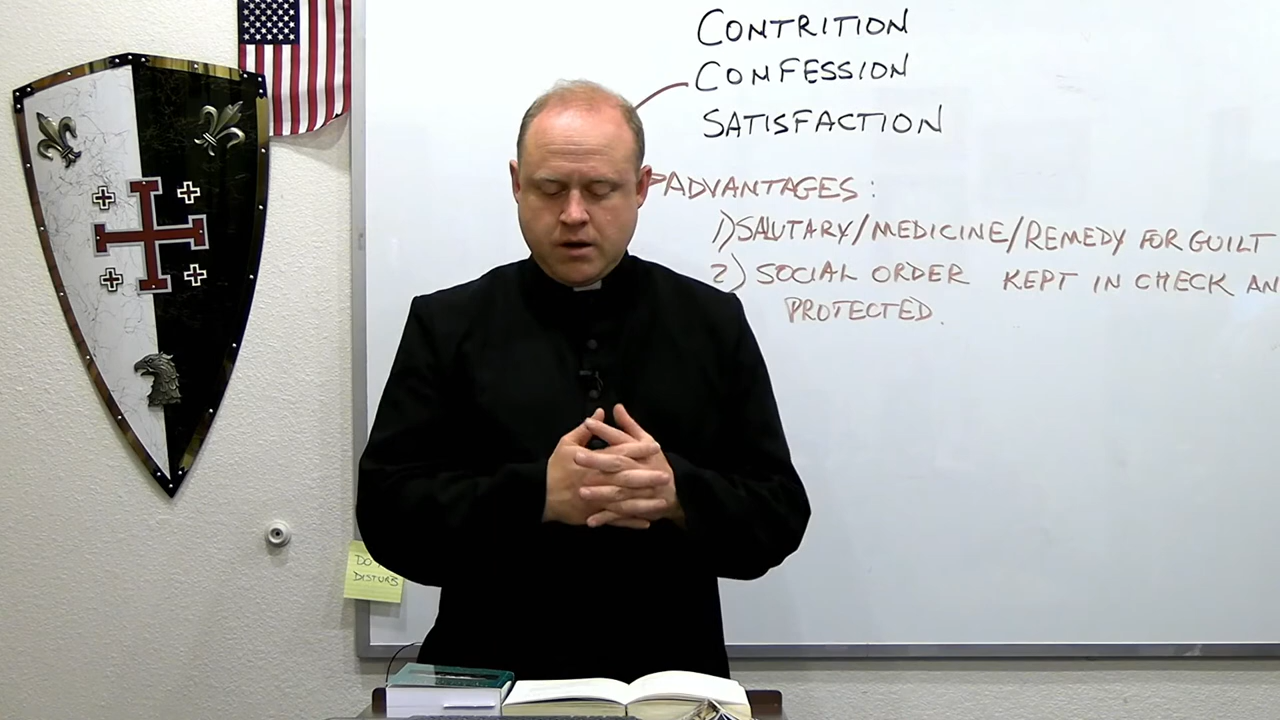 CONTRITION
CONFESSION
SATISFACTION
ADVANTAGES:
1) SALUTARY/MEDICINE/REMEDY FOR GUILT
2) SOCIAL ORDER KEPT IN CHECK AN
PROTECTED.
DO
DISTURB